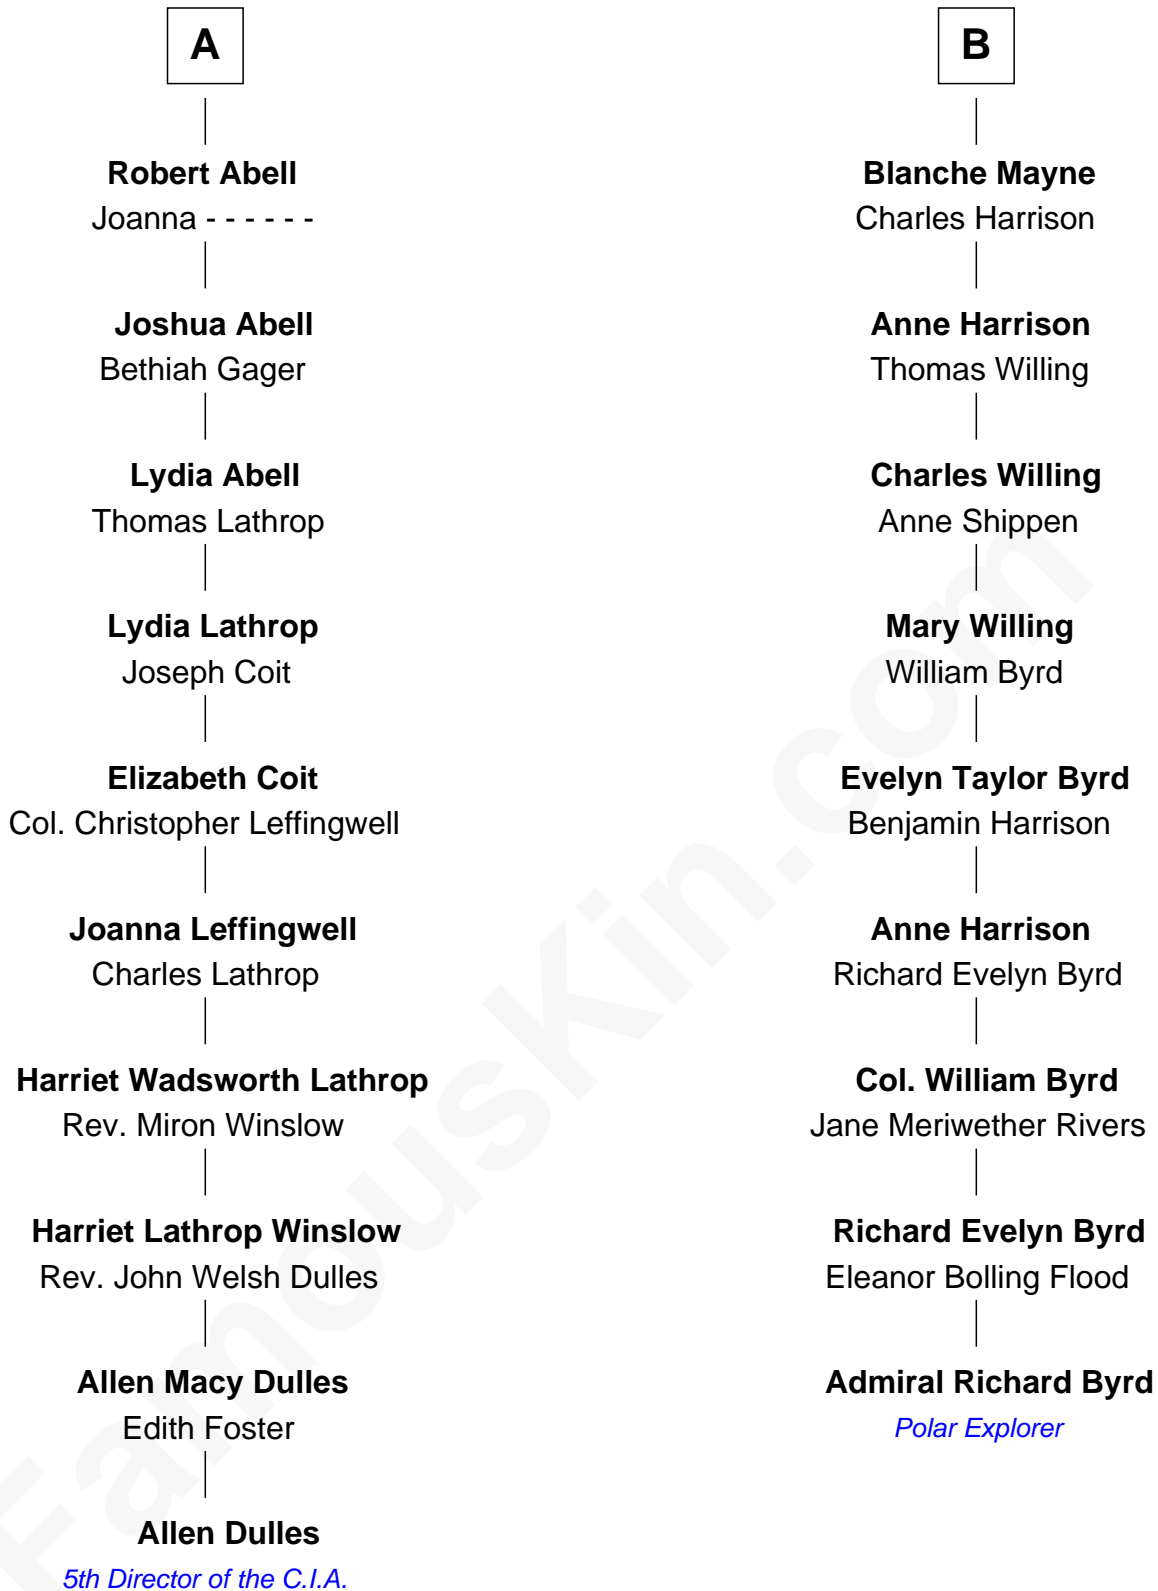 A
Robert Abell
Joanna - - - - - -
Joshua Abell
Bethiah Gager
Lydia Abell
Thomas Lathrop
Lydia Lathrop
Joseph Coit
Elizabeth Coit
Col. Christopher Leffingwell
Joanna Leffingwell
Charles Lathrop
Harriet Wadsworth Lathrop
Rev. Miron Winslow
Harriet Lathrop Winslow
Rev. John Welsh Dulles
Allen Macy Dulles
Edith Foster
Allen Dulles
5th Director of the C.I.A.
B
Blanche Mayne
Charles Harrison
Anne Harrison
Thomas Willing
Charles Willing
Anne Shippen
Mary Willing
William Byrd
Evelyn Taylor Byrd
Benjamin Harrison
Anne Harrison
Richard Evelyn Byrd
Col. William Byrd
Jane Meriwether Rivers
Richard Evelyn Byrd
Eleanor Bolling Flood
Admiral Richard Byrd
Polar Explorer
FamousKin.com